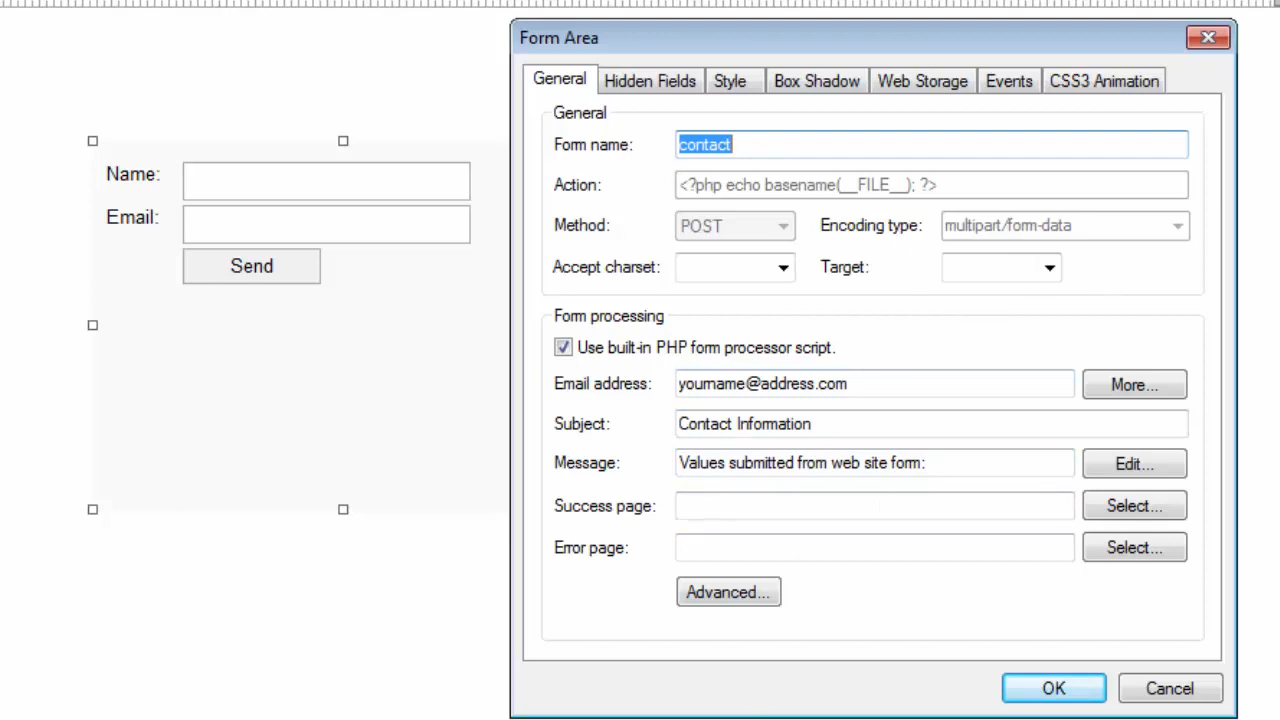 Form Area
General Hidden Fields Style Box Shadow Web Storage Events CSS3 Animation
General
Form name: contact
Action: <?php echo basename(__FILE__); ?>
Method: POST Encoding type: multipart/form-data
Accept charset: Target:
Form processing
Use built-in PHP form processor script.
Email address: yourname@address.com More...
Subject: Contact Information
Message: Values submitted from web site form: Edit...
Success page: Select...
Error page: Select...
Advanced...
OK Cancel
Name:
Email:
Send